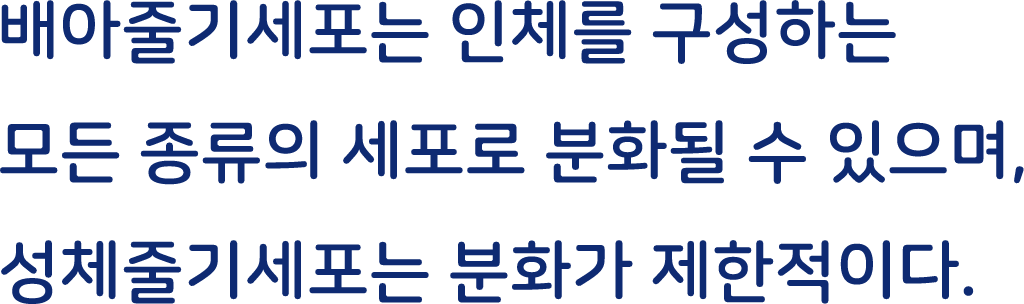 배아줄기세포는 인체를 구성하는
모든 종류의 세포로 분화될 수 있으며,
성체줄기세포는 분화가 제한적이다.